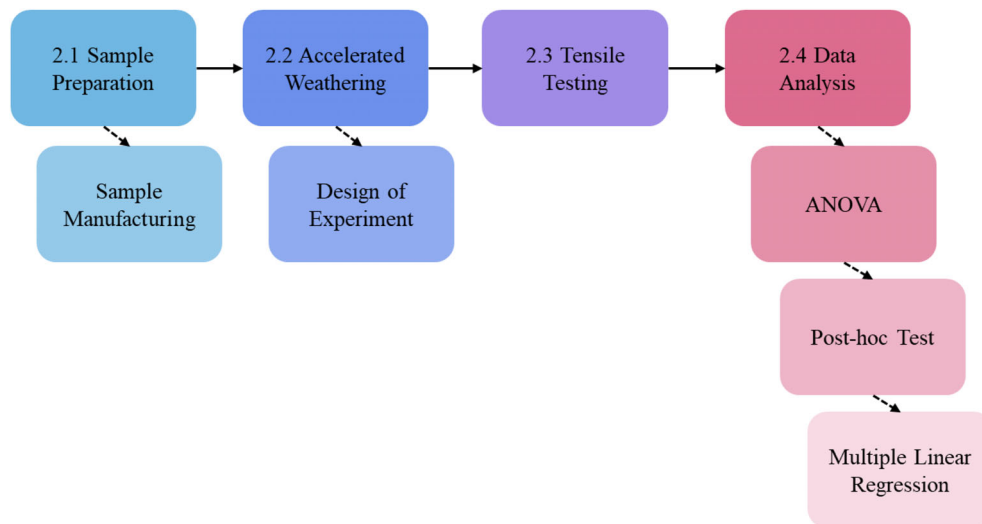 2.1 Sample
Preparation
2.2 Accelerated
Weathering
2.3 Tensile
Testing
2.4 Data
Analysis
Sample
Manufacturing
Design of
Experiment
ANOVA
Post-hoc Test
Multiple Linear
Regression